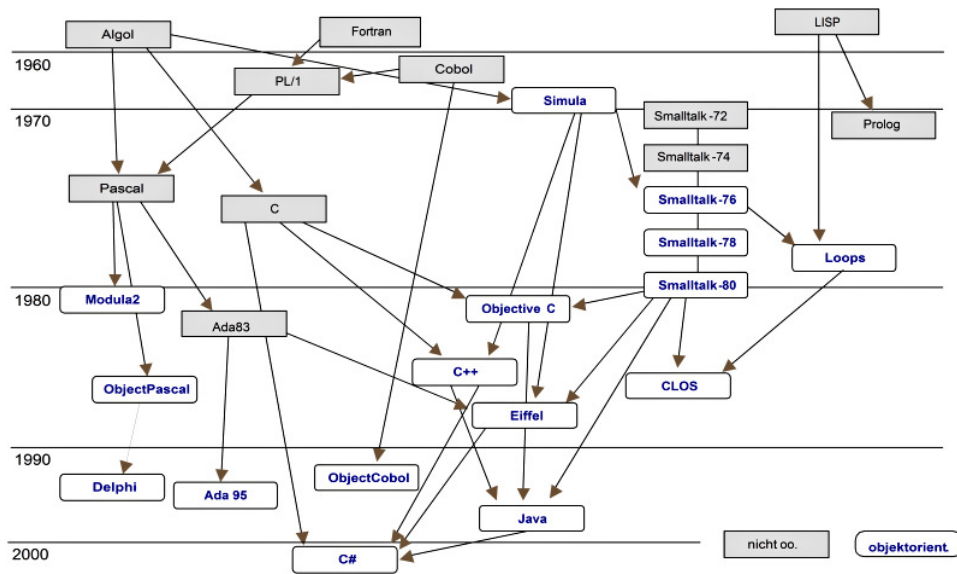 LISP
Algol
Fortran
1960
PL/1
Cobol
Simula
1970
Smalltalk-72
Prolog
Smalltalk-74
Pascal
Smalltalk-76
C
Smalltalk-78
Loops
1980
Modula2
Smalltalk-80
Objective C
Ada83
C++
ObjectPascal
CLOS
Eiffel
1990
Delphi
Ada 95
ObjectCobol
Java
2000
C#
nicht oo.
objektorient.